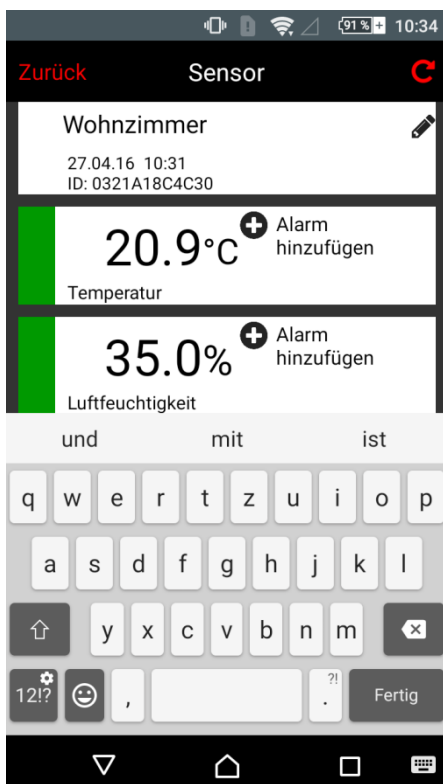 91 % 10:34
Zurück Sensor
Wohnzimmer
27.04.16 10:31
ID: 0321A18C4C30
20.9°C Alarm
hinzufügen
Temperatur
35.0% Alarm
hinzufügen
Luftfeuchtigkeit
und mit ist
q w e r t z u i o p
a s d f g h j k l
y x c v b n m
12!? , ?! . Fertig